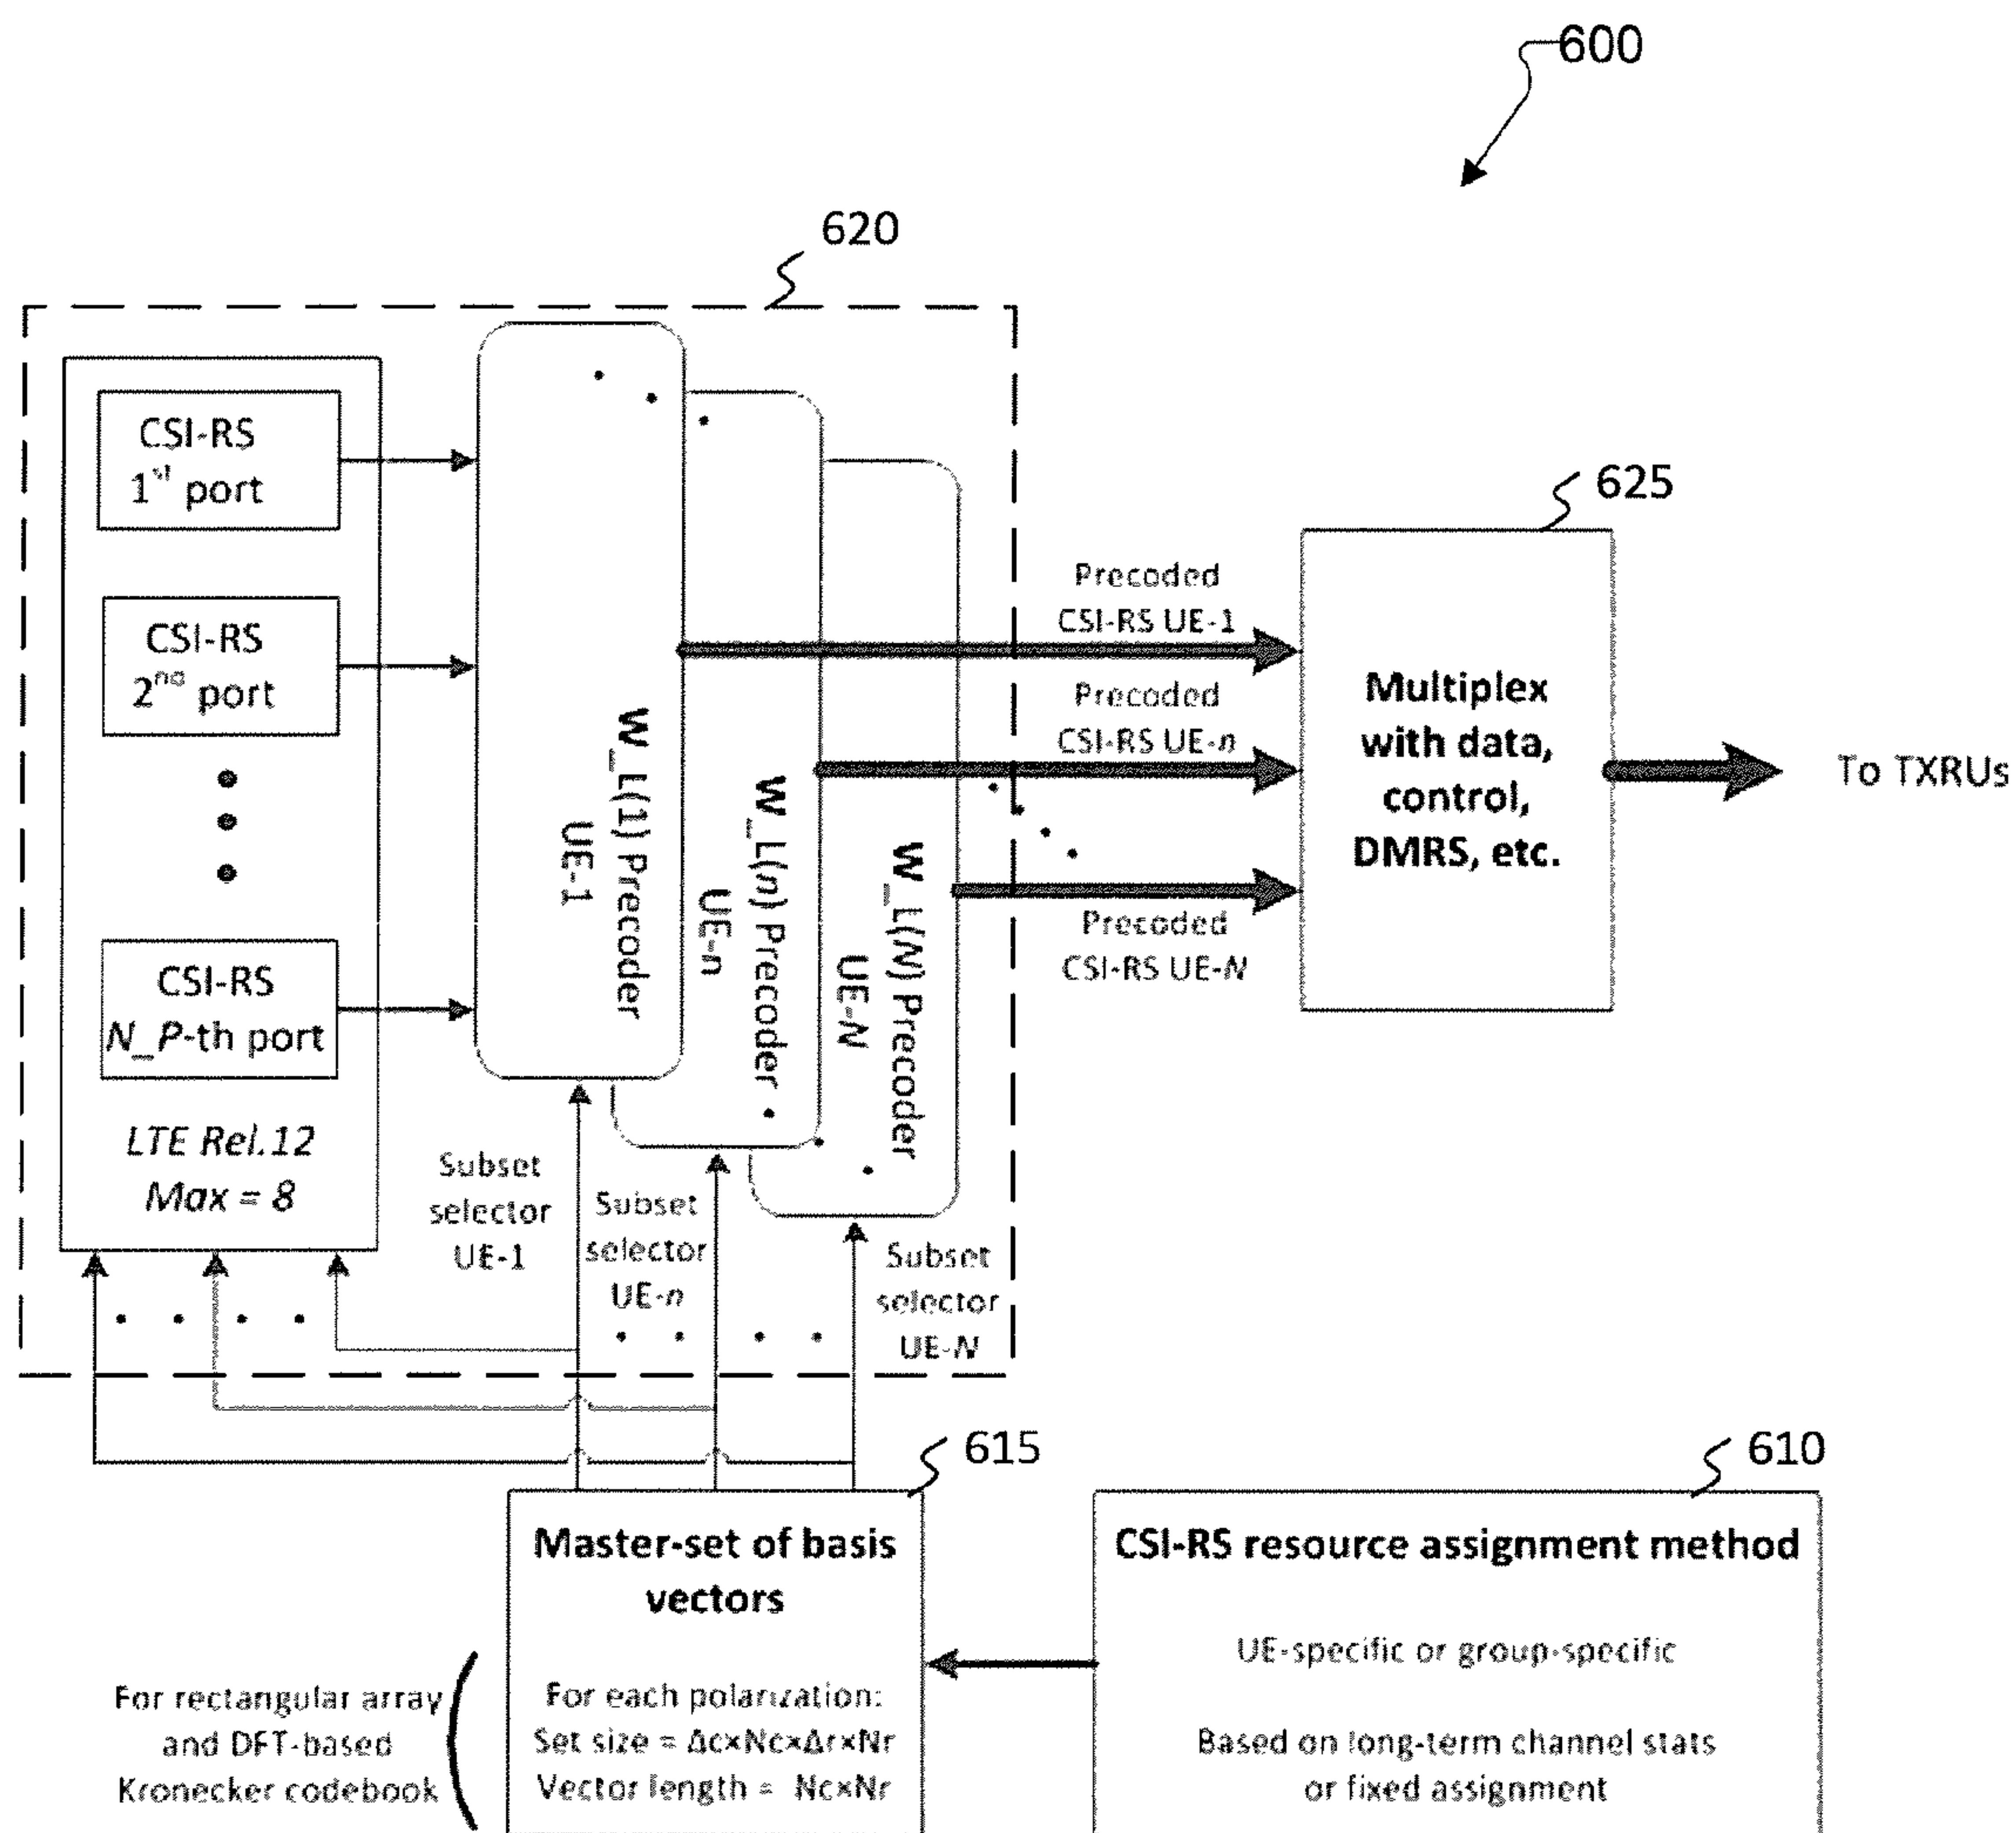 600
620
CSI-RS
1st port
CSI-RS
2nd port
CSI-RS
N_P-th port
LTE Rel.12
Max = 8
W_L(1) Precoder
UE-1
W_L(n) Precoder
UE-n
W_L(N) Precoder
UE-N
Precoded
CSI-RS UE-1
Precoded
CSI-RS UE-n
Precoded
CSI-RS UE-N
625
Multiplex
with data,
control,
DMRS, etc.
To TXRUs
Subset
selector
UE-1
Subset
selector
UE-n
Subset
selector
UE-N
615
Master-set of basis
vectors
For each polarization:
Set size = Δc×Nc×Δr×Nr
Vector length = Nc×Nr
For rectangular array
and DFT-based
Kronecker codebook
610
CSI-RS resource assignment method
UE-specific or group-specific
Based on long-term channel stats
or fixed assignment